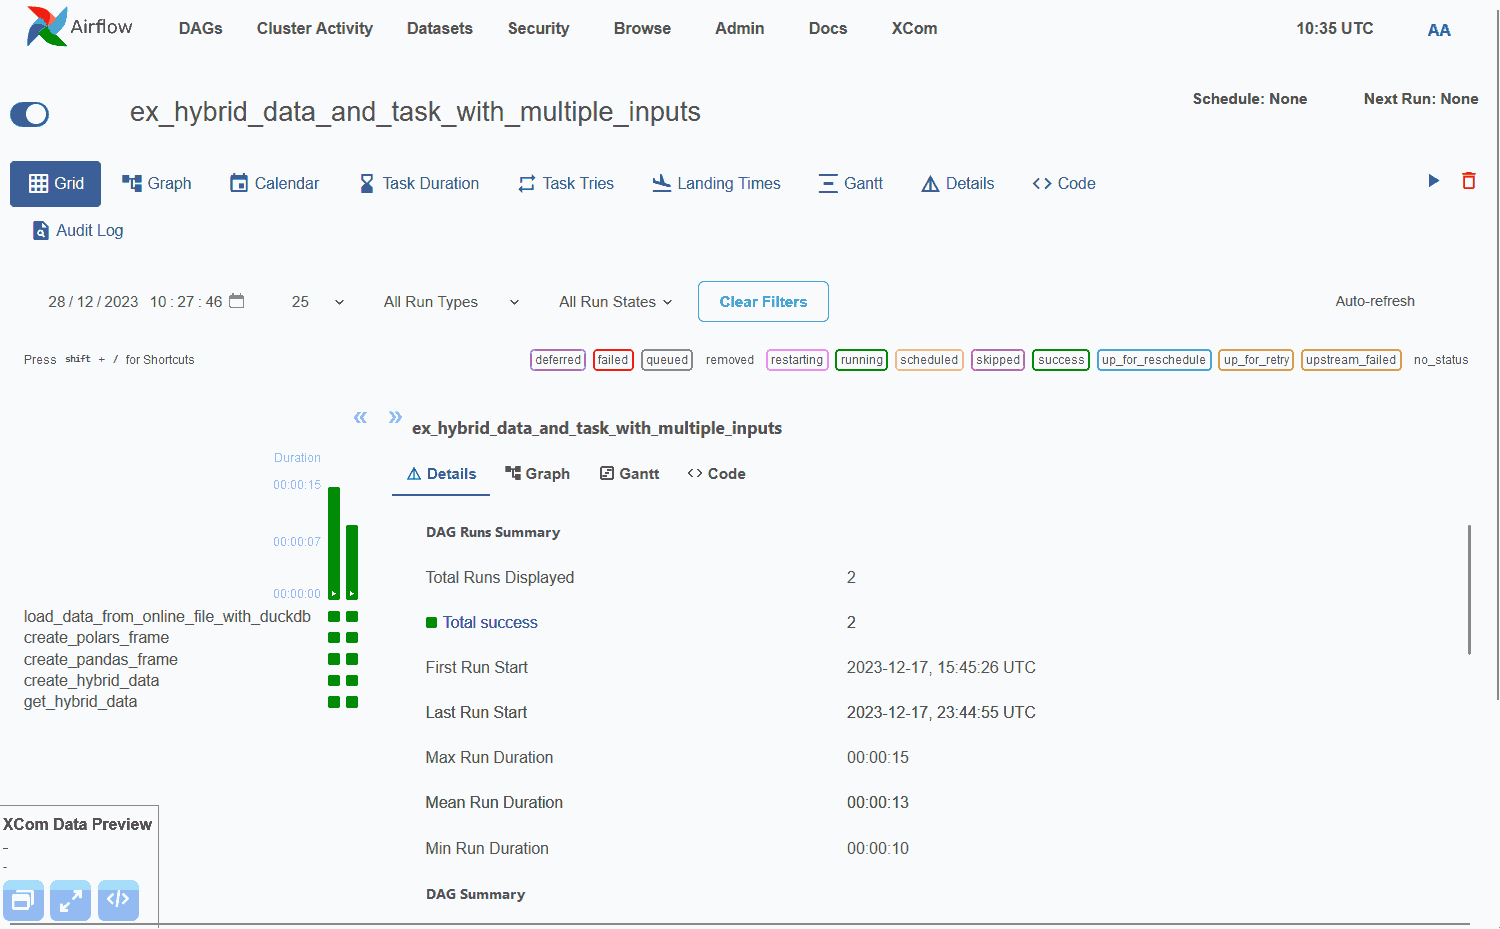 Airflow DAGs Cluster Activity Datasets Security Browse Admin Docs XCom 10:35 UTC AA
ex_hybrid_data_and_task_with_multiple_inputs Schedule: None Next Run: None
Grid Graph Calendar Task Duration Task Tries Landing Times Gantt Details Code
Audit Log
28 / 12 / 2023 10 : 27 : 46 25 All Run Types All Run States Clear Filters Auto-refresh
Press shift + / for Shortcuts deferred failed queued removed restarting running scheduled skipped success up_for_reschedule up_for_retry upstream_failed no_status
ex_hybrid_data_and_task_with_multiple_inputs
Duration
00:00:15
00:00:07
00:00:00
load_data_from_online_file_with_duckdb
create_polars_frame
create_pandas_frame
create_hybrid_data
get_hybrid_data
Details Graph Gantt Code
DAG Runs Summary
Total Runs Displayed 2
Total success 2
First Run Start 2023-12-17, 15:45:26 UTC
Last Run Start 2023-12-17, 23:44:55 UTC
Max Run Duration 00:00:15
Mean Run Duration 00:00:13
Min Run Duration 00:00:10
DAG Summary
XCom Data Preview
-
-